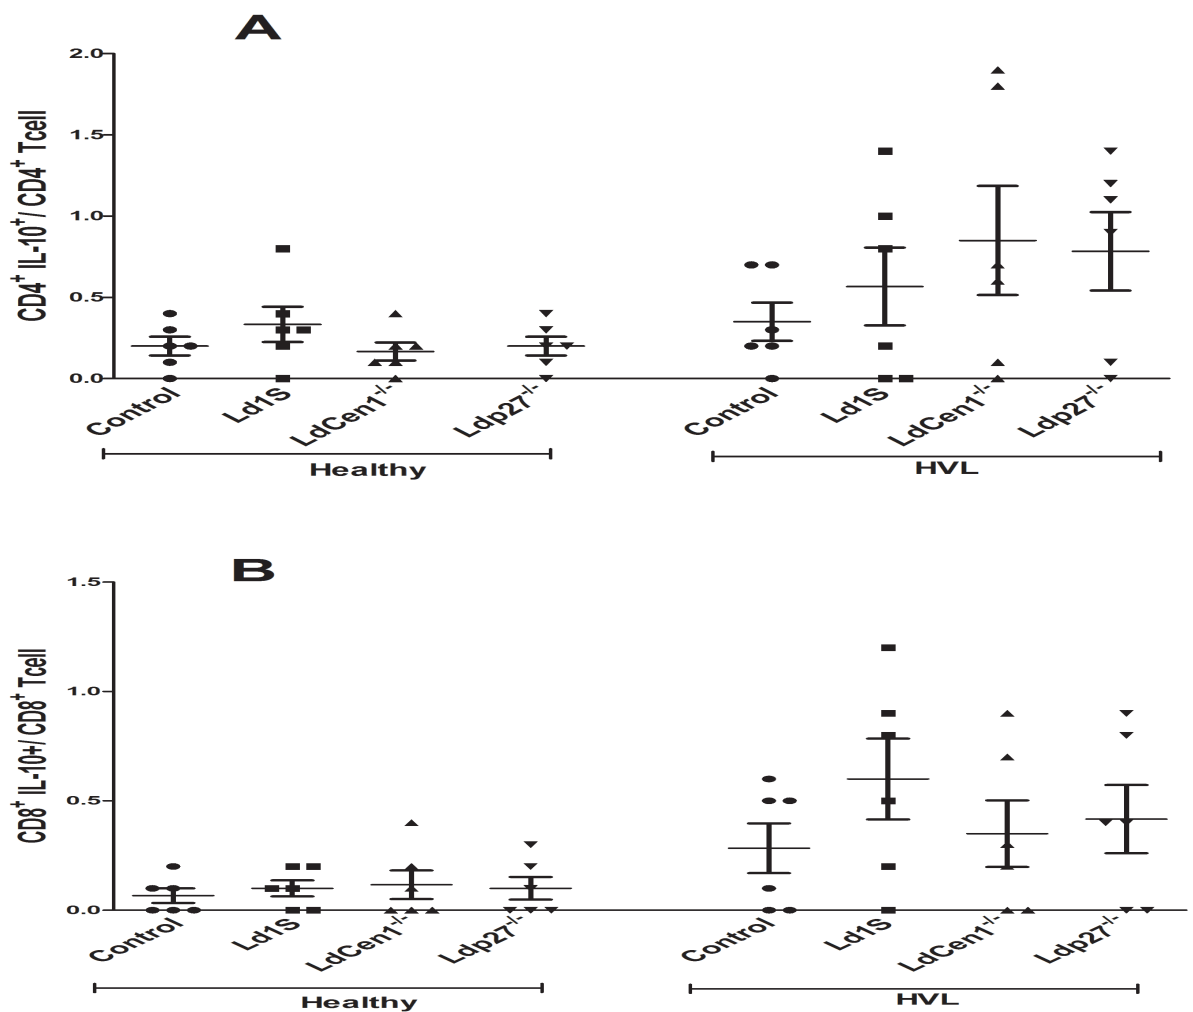 A
2.0
1.5
1.0
0.5
0.0
CD4⁺ IL-10⁺/ CD4⁺ Tcell
Control
Ld1S
LdCen1⁻/⁻
Ldp27⁻/⁻
Control
Ld1S
LdCen1⁻/⁻
Ldp27⁻/⁻
Healthy
HVL
B
1.5
1.0
0.5
0.0
CD8⁺ IL-10+/ CD8⁺ Tcell
Control
Ld1S
LdCen1⁻/⁻
Ldp27⁻/⁻
Control
Ld1S
LdCen1⁻/⁻
Ldp27⁻/⁻
Healthy
HVL